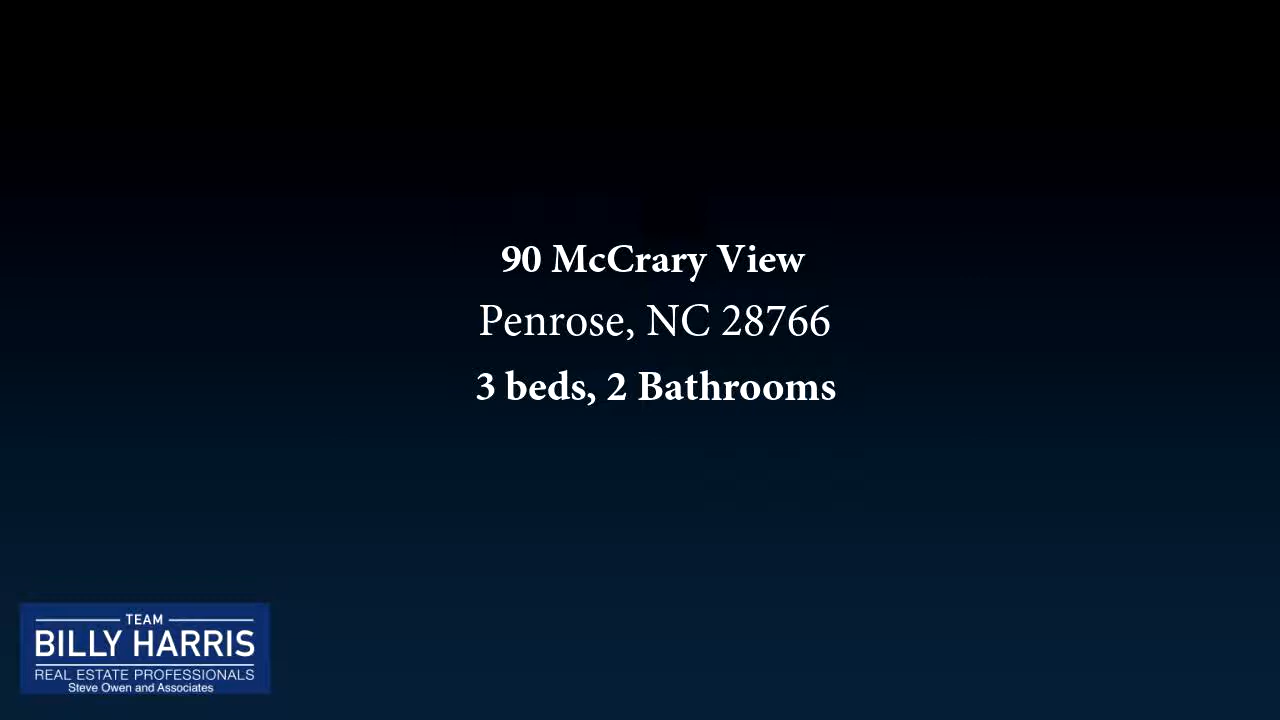 90 McCrary View
Penrose, NC 28766
3 beds, 2 Bathrooms
TEAM
BILLY HARRIS
REAL ESTATE PROFESSIONALS
Steve Owen and Associates